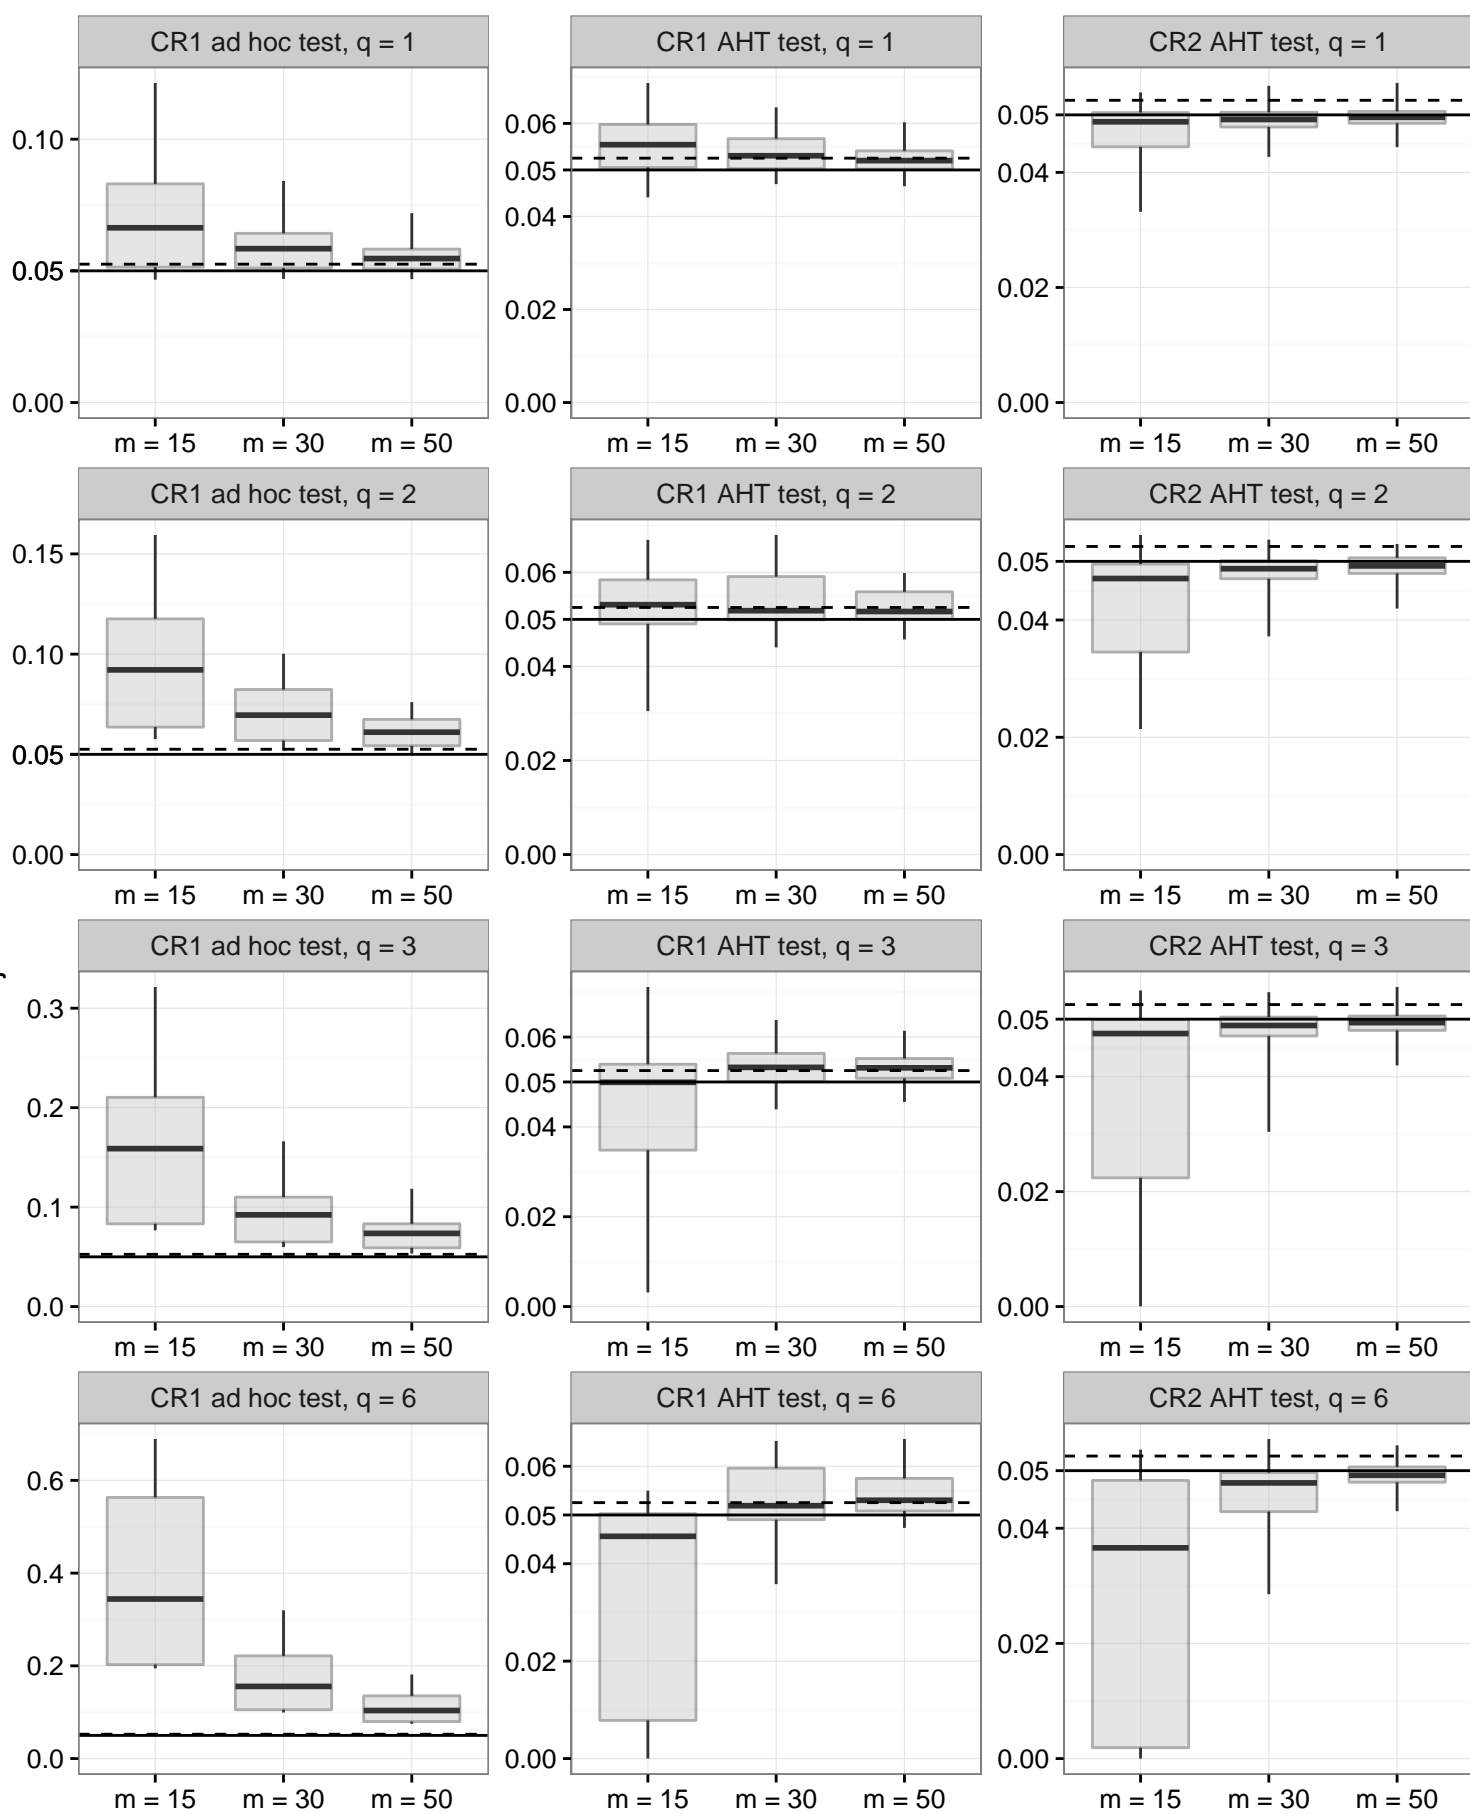 CR1 ad hoc test, q = 1
0.10
0.05
0.00
m = 15 m = 30 m = 50
CR1 AHT test, q = 1
0.06
0.05
0.04
0.02
0.00
m = 15 m = 30 m = 50
CR2 AHT test, q = 1
0.05
0.04
0.02
0.00
m = 15 m = 30 m = 50
CR1 ad hoc test, q = 2
0.15
0.10
0.05
0.00
m = 15 m = 30 m = 50
CR1 AHT test, q = 2
0.06
0.05
0.04
0.02
0.00
m = 15 m = 30 m = 50
CR2 AHT test, q = 2
0.05
0.04
0.02
0.00
m = 15 m = 30 m = 50
CR1 ad hoc test, q = 3
0.3
0.2
0.1
0.0
m = 15 m = 30 m = 50
CR1 AHT test, q = 3
0.06
0.05
0.04
0.02
0.00
m = 15 m = 30 m = 50
CR2 AHT test, q = 3
0.05
0.04
0.02
0.00
m = 15 m = 30 m = 50
CR1 ad hoc test, q = 6
0.6
0.4
0.2
0.0
m = 15 m = 30 m = 50
CR1 AHT test, q = 6
0.06
0.05
0.04
0.02
0.00
m = 15 m = 30 m = 50
CR2 AHT test, q = 6
0.05
0.04
0.02
0.00
m = 15 m = 30 m = 50